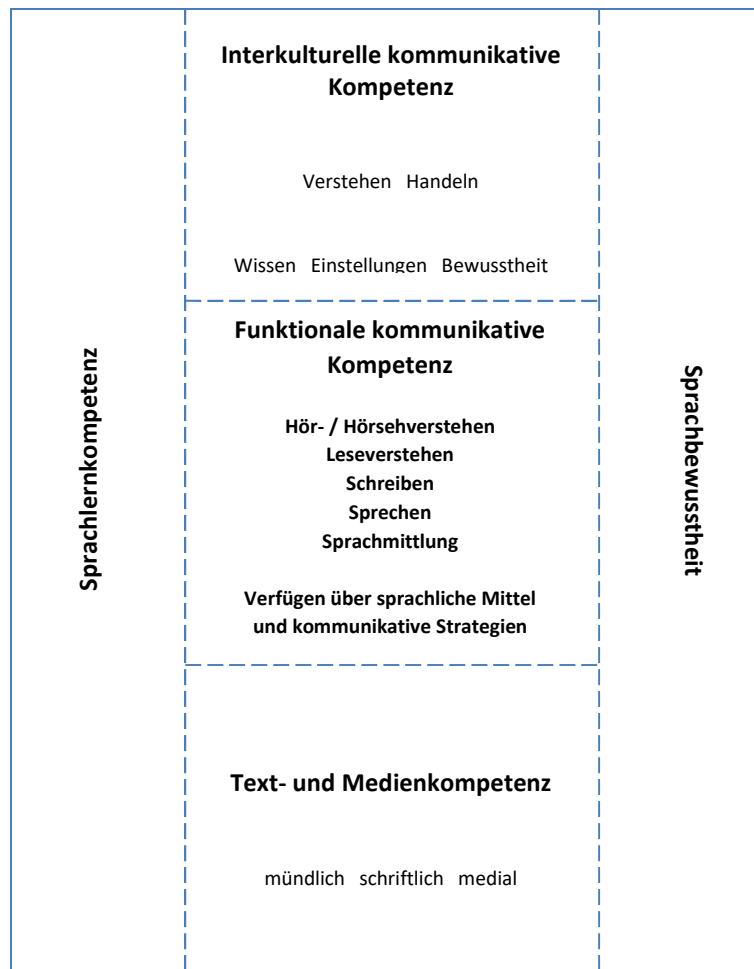 Interkulturelle kommunikative
Kompetenz
Verstehen Handeln
Wissen Einstellungen Bewusstheit
Sprachlernkompetenz
Funktionale kommunikative
Kompetenz
Hör- / Hörsehverstehen
Leseverstehen
Schreiben
Sprechen
Sprachmittlung
Verfügen über sprachliche Mittel
und kommunikative Strategien
Sprachbewusstheit
Text- und Medienkompetenz
mündlich schriftlich medial